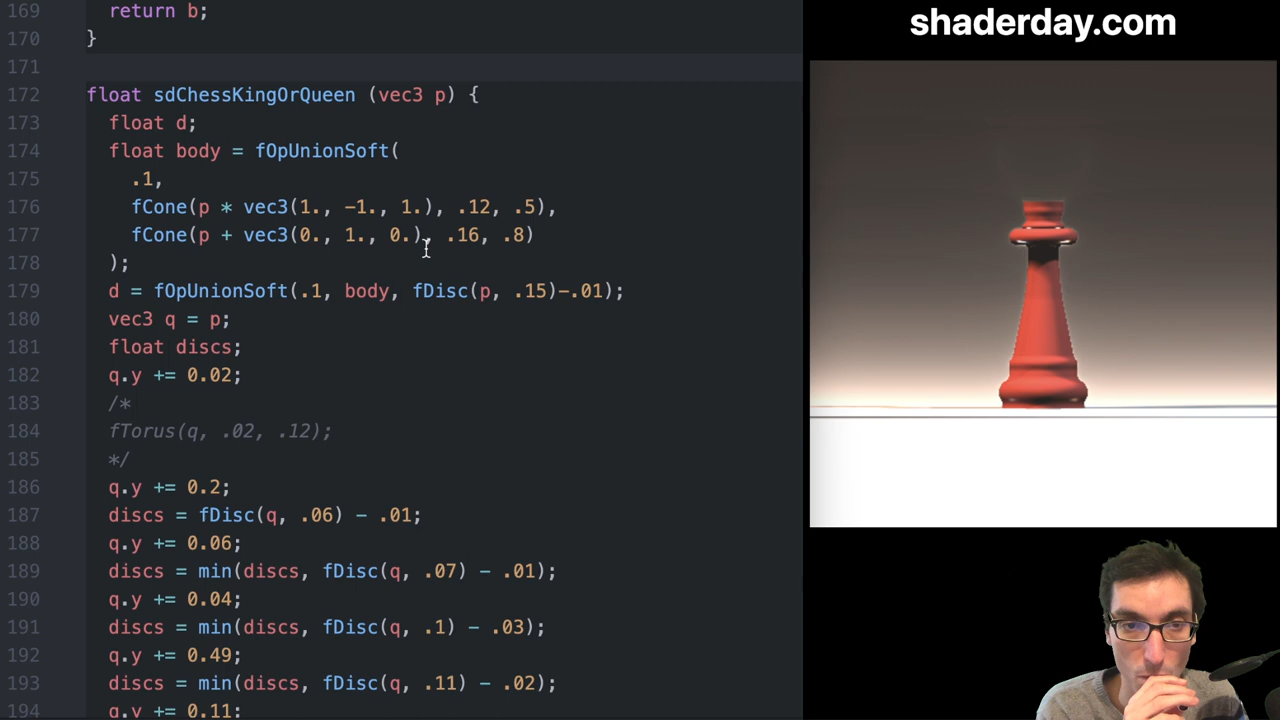 169 return b;
170 }
171
172 float sdChessKingOrQueen (vec3 p) {
173 float d;
174 float body = fOpUnionSoft(
175 .1,
176 fCone(p * vec3(1., -1., 1.), .12, .5),
177 fCone(p + vec3(0., 1., 0.), .16, .8)
178 );
179 d = fOpUnionSoft(.1, body, fDisc(p, .15)-.01);
180 vec3 q = p;
181 float discs;
182 q.y += 0.02;
183 /*
184 fTorus(q, .02, .12);
185 */
186 q.y += 0.2;
187 discs = fDisc(q, .06) - .01;
188 q.y += 0.06;
189 discs = min(discs, fDisc(q, .07) - .01);
190 q.y += 0.04;
191 discs = min(discs, fDisc(q, .1) - .03);
192 q.y += 0.49;
193 discs = min(discs, fDisc(q, .11) - .02);
194 q.y += 0.11;
shaderday.com